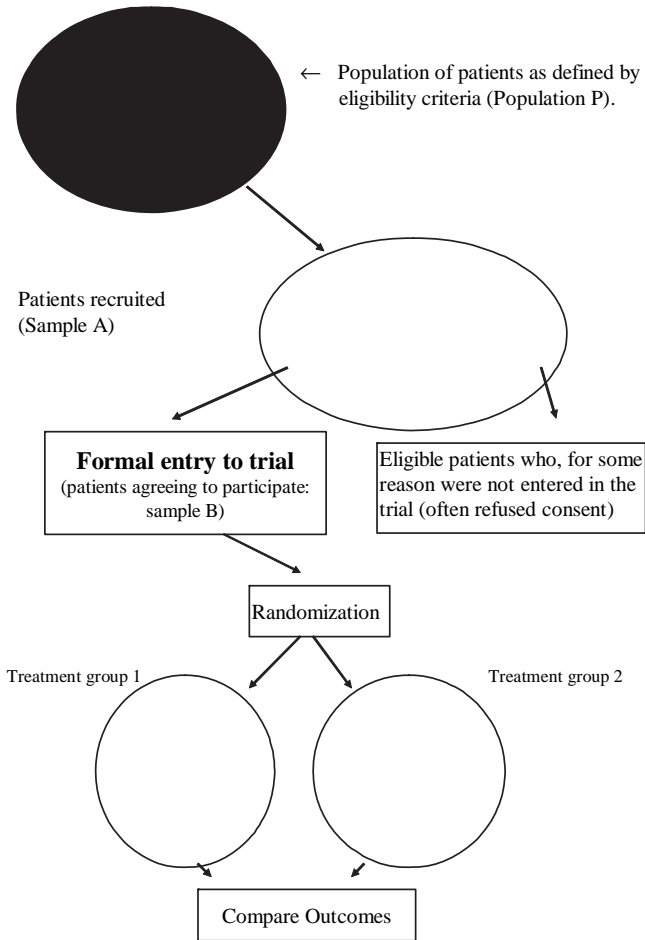 ← Population of patients as defined by
eligibility criteria (Population P).
Patients recruited
(Sample A)
Formal entry to trial
(patients agreeing to participate:
sample B)
Eligible patients who, for some
reason were not entered in the
trial (often refused consent)
Randomization
Treatment group 1
Treatment group 2
Compare Outcomes